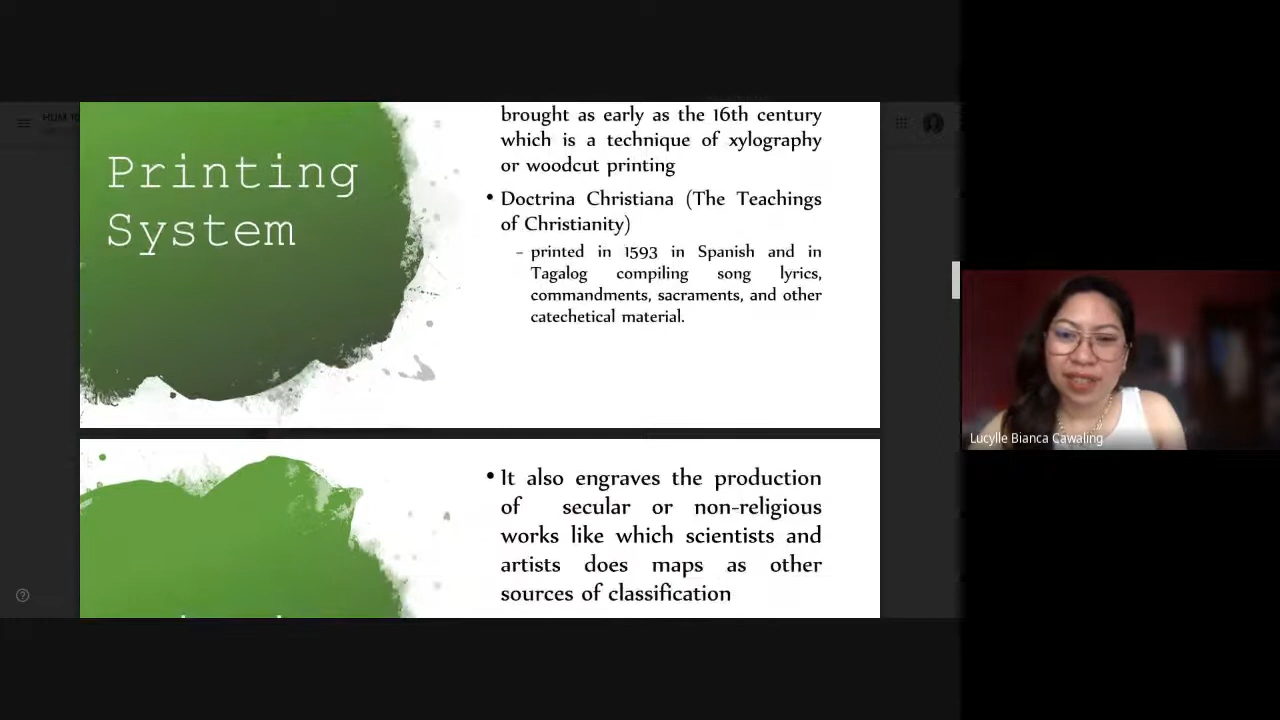 HUM 10
Printing
System
brought as early as the 16th century
which is a technique of xylography
or woodcut printing
• Doctrina Christiana (The Teachings
of Christianity)
– printed in 1593 in Spanish and in
Tagalog compiling song lyrics,
commandments, sacraments, and other
catechetical material.
• It also engraves the production
of secular or non-religious
works like which scientists and
artists does maps as other
sources of classification
Lucylle Bianca Cawaling